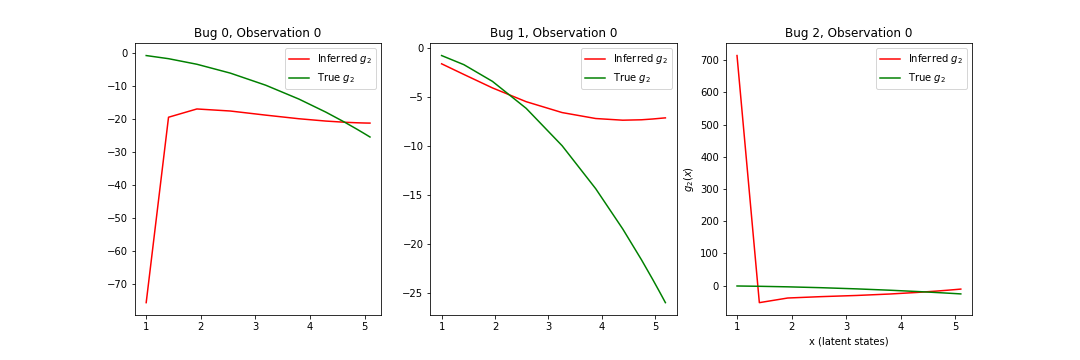 Bug 0, Observation 0
Inferred g₂
True g₂
0
−10
−20
−30
−40
−50
−60
−70
1 2 3 4 5
Bug 1, Observation 0
Inferred g₂
True g₂
0
−5
−10
−15
−20
−25
1 2 3 4 5
Bug 2, Observation 0
Inferred g₂
True g₂
700
600
500
400
300
200
100
0
g₂(x)
1 2 3 4 5
x (latent states)